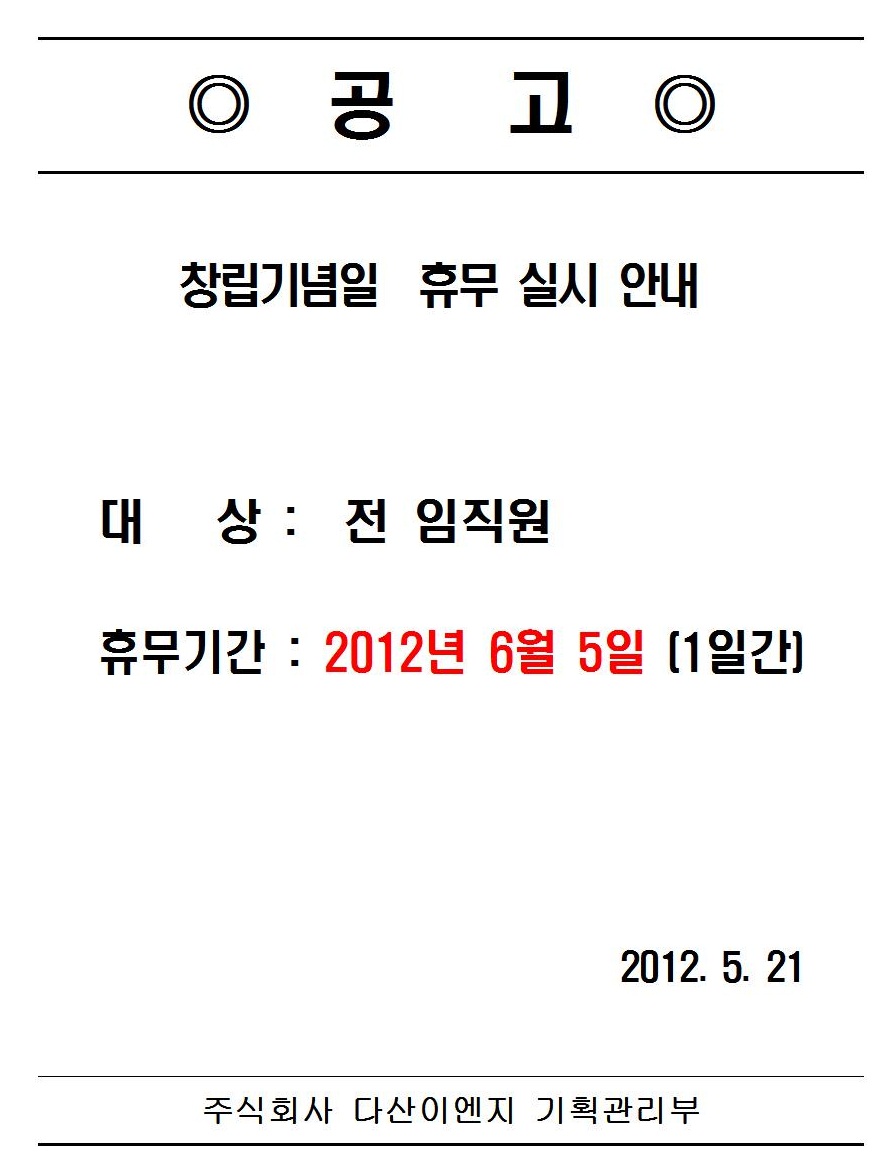 ◎ 공 고 ◎
창립기념일 휴무 실시 안내
대 상 : 전 임직원
휴무기간 : 2012년 6월 5일 (1일간)
2012. 5. 21
주식회사 다산이엔지 기획관리부